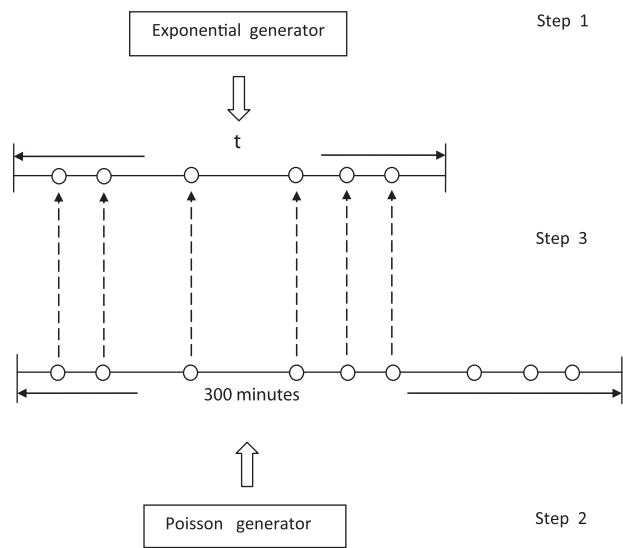 Step 1
Exponential generator
t
Step 3
300 minutes
Poisson generator
Step 2